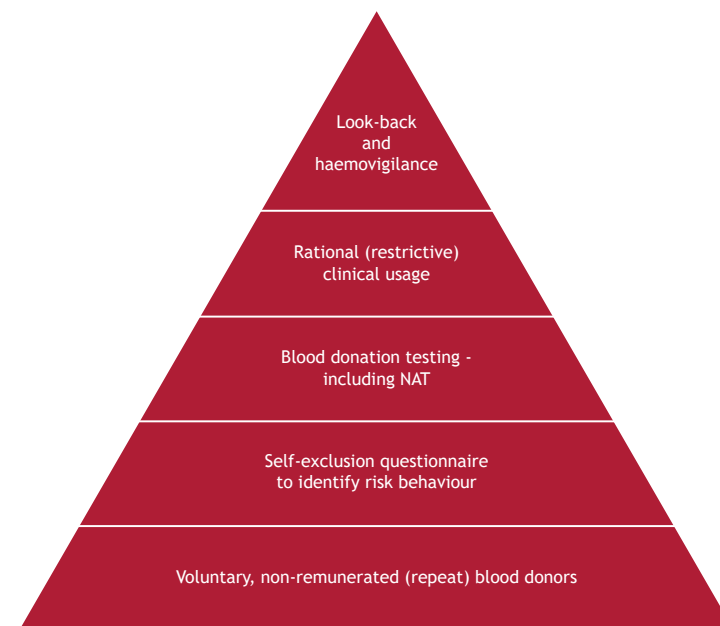 Look-back
and
haemovigilance
Rational (restrictive)
clinical usage
Blood donation testing -
including NAT
Self-exclusion questionnaire
to identify risk behaviour
Voluntary, non-remunerated (repeat) blood donors